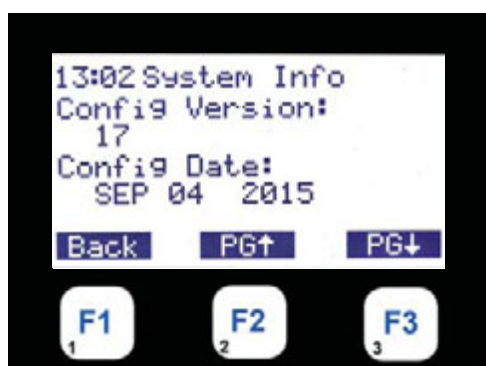 13:02 System Info
Config Version:
17
Config Date:
SEP 04 2015
Back PG↑ PG↓
F1 F2 F3
1 2 3